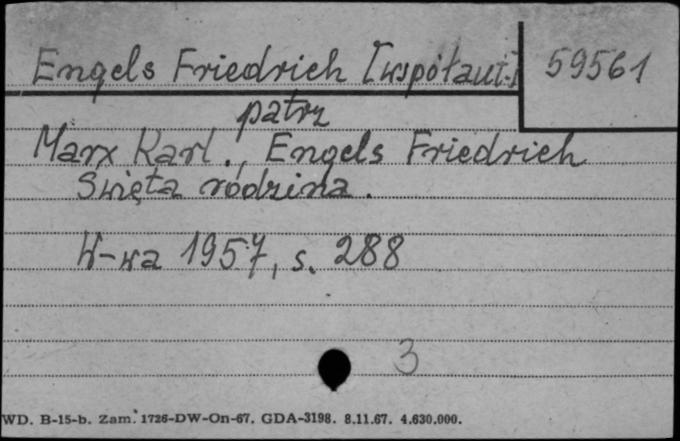 Engels Friedrich [współaut.] 59561
patrz
Marx Karl., Engels Friedrich
Święta rodzina.
W-wa 1957, s. 288
3
WD. B-15-b. Zam. 1726-DW-On-67. GDA-3198. 8.11.67. 4.630.000.